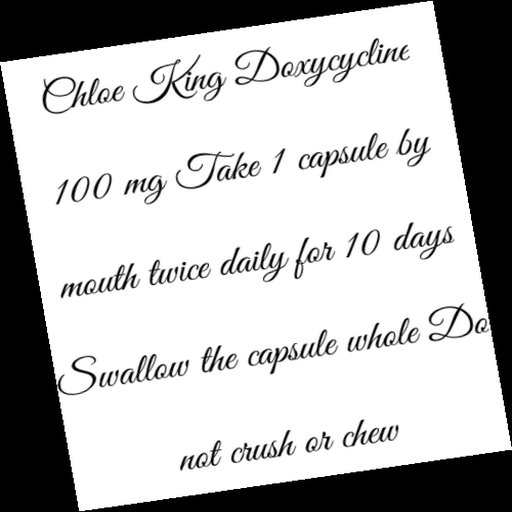 Chloe King Doxycycline
100 mg Take 1 capsule by
mouth twice daily for 10 days
Swallow the capsule whole Do
not crush or chew